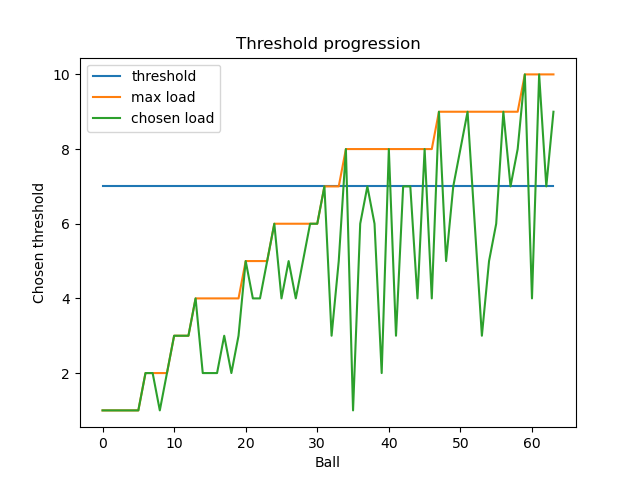 Threshold progression
threshold
max load
chosen load
Chosen threshold
10
8
6
4
2
0 10 20 30 40 50 60
Ball